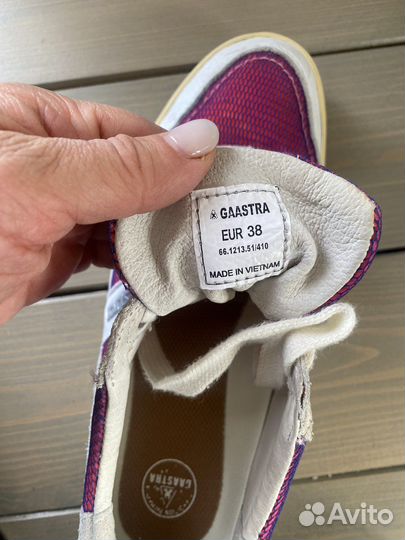 GAASTRA
EUR 38
66.1213.51/410
MADE IN VIETNAM
GAASTRA
Avito